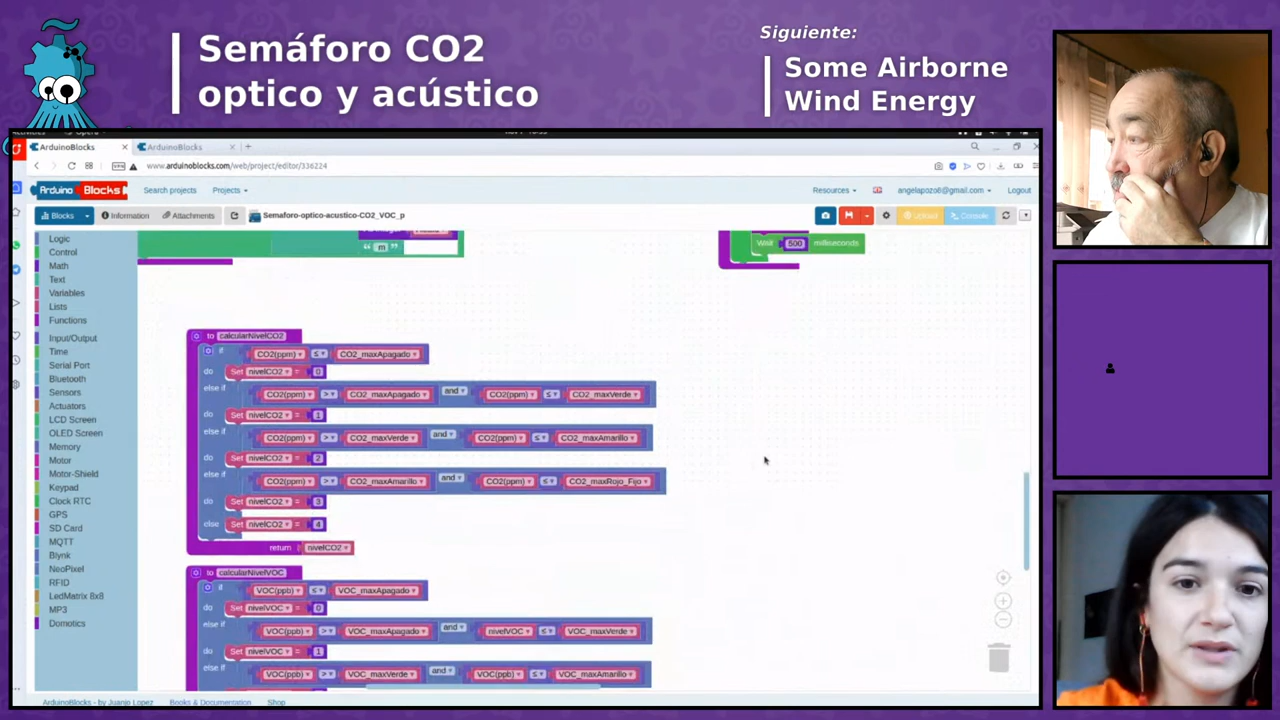 Semáforo CO2
optico y acústico
Siguiente:
Some Airborne
Wind Energy
ArduinoBlocks
ArduinoBlocks
www.arduinoblocks.com/web/project/editor/336224
Arduino Blocks
Search projects
Projects
Resources
angelapozo6@gmail.com
Logout
Blocks
Information
Attachments
Semaforo-optico-acustico-CO2_VOC_p
Upload
Console
Logic
Control
Math
Text
Variables
Lists
Functions
Input/Output
Time
Serial Port
Bluetooth
Sensors
Actuators
LCD Screen
OLED Screen
Memory
Motor
Motor-Shield
Keypad
Clock RTC
GPS
SD Card
MQTT
Blynk
NeoPixel
RFID
LedMatrix 8x8
MP3
Domotics
“ m ”
Wait 500 milliseconds
to calcularNivelCO2
if CO2(ppm) ≤ CO2_maxApagado
do Set nivelCO2 = 0
else if CO2(ppm) > CO2_maxApagado and CO2(ppm) ≤ CO2_maxVerde
do Set nivelCO2 = 1
else if CO2(ppm) > CO2_maxVerde and CO2(ppm) ≤ CO2_maxAmarillo
do Set nivelCO2 = 2
else if CO2(ppm) > CO2_maxAmarillo and CO2(ppm) ≤ CO2_maxRojo_Fijo
do Set nivelCO2 = 3
else Set nivelCO2 = 4
return nivelCO2
to calcularNivelVOC
if VOC(ppb) ≤ VOC_maxApagado
do Set nivelVOC = 0
else if VOC(ppb) > VOC_maxApagado and nivelVOC ≤ VOC_maxVerde
do Set nivelVOC = 1
else if VOC(ppb) > VOC_maxVerde and VOC(ppb) ≤ VOC_maxAmarillo
ArduinoBlocks - by Juanjo Lopez
Books & Documentation
Shop